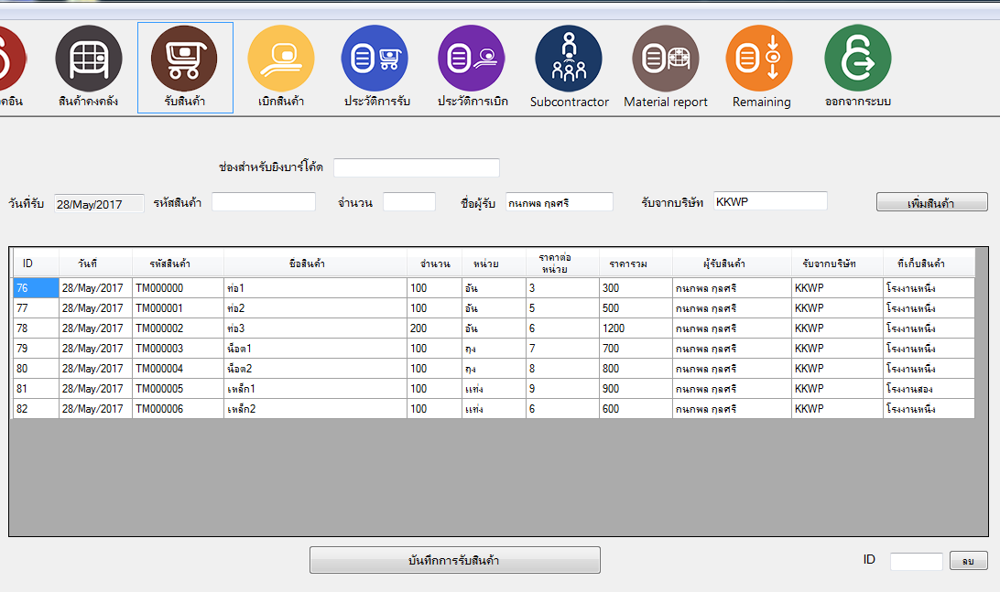 คอิน สินค้าคงคลัง รับสินค้า เบิกสินค้า ประวัติการรับ ประวัติการเบิก Subcontractor Material report Remaining ออกจากระบบ
ช่องสำหรับยิงบาร์โค้ด
วันที่รับ 28/May/2017 รหัสสินค้า จำนวน ชื่อผู้รับ กนกพล กุลศรี รับจากบริษัท KKWP เพิ่มสินค้า
ID วันที่ รหัสสินค้า ชื่อสินค้า จำนวน หน่วย ราคาต่อหน่วย ราคารวม ผู้รับสินค้า รับจากบริษัท ที่เก็บสินค้า
76 28/May/2017 TM000000 ท่อ1 100 อัน 3 300 กนกพล กุลศรี KKWP โรงงานหนึ่ง
77 28/May/2017 TM000001 ท่อ2 100 อัน 5 500 กนกพล กุลศรี KKWP โรงงานหนึ่ง
78 28/May/2017 TM000002 ท่อ3 200 อัน 6 1200 กนกพล กุลศรี KKWP โรงงานหนึ่ง
79 28/May/2017 TM000003 น็อต1 100 ถุง 7 700 กนกพล กุลศรี KKWP โรงงานหนึ่ง
80 28/May/2017 TM000004 น็อต2 100 ถุง 8 800 กนกพล กุลศรี KKWP โรงงานหนึ่ง
81 28/May/2017 TM000005 เหล็ก1 100 แท่ง 9 900 กนกพล กุลศรี KKWP โรงงานสอง
82 28/May/2017 TM000006 เหล็ก2 100 แท่ง 6 600 กนกพล กุลศรี KKWP โรงงานหนึ่ง
บันทึกการรับสินค้า ID ลบ